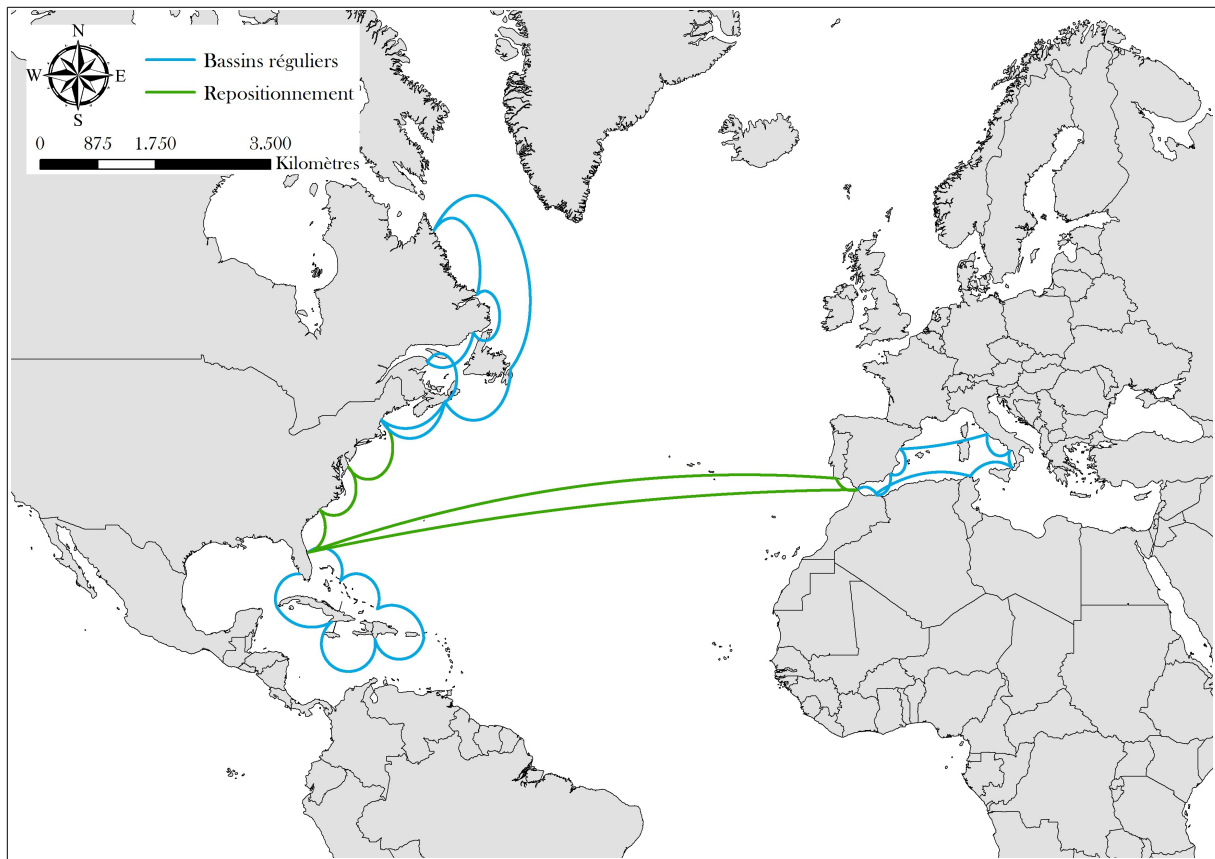 N
W E
S
Bassins réguliers
Repositionnement
0 875 1.750 3.500
Kilomètres